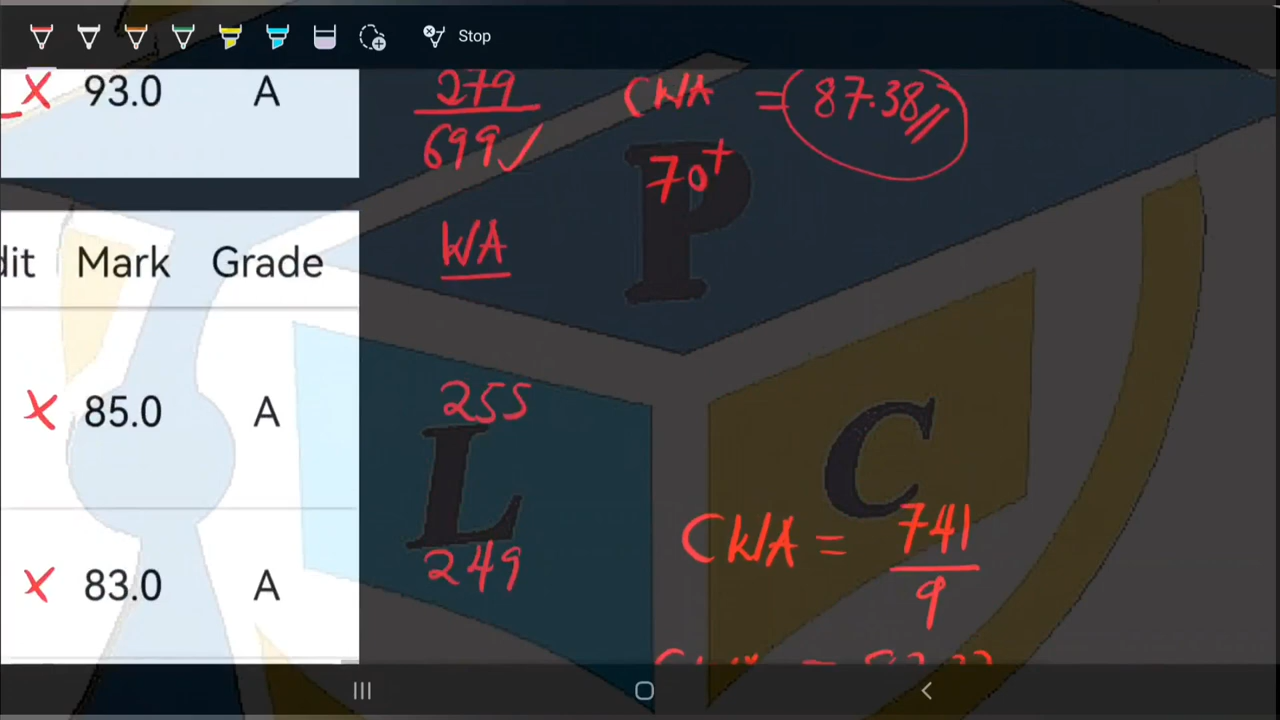 Stop
93.0 A
279
699 ✓
CWA = 87.38
70+
P
WA
dit Mark Grade
85.0 A
255
L
C
CWA = 741
9
83.0 A
249